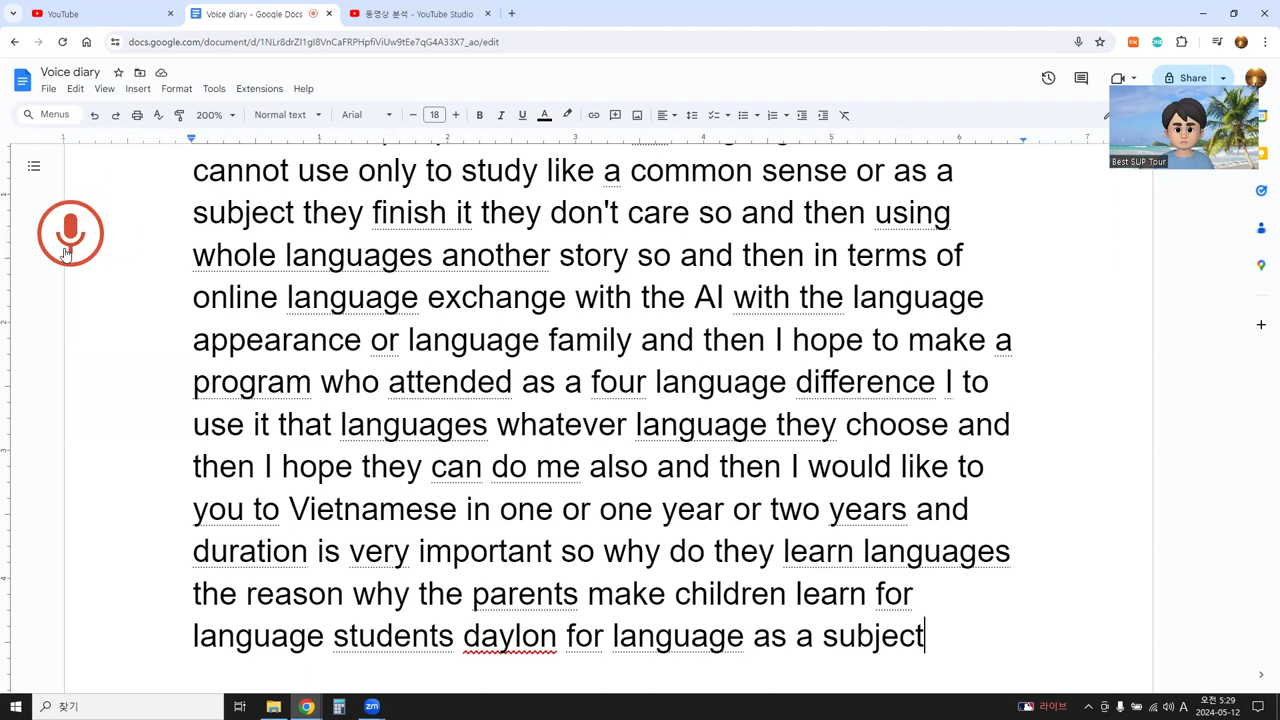 YouTube
Voice diary - Google Docs
동영상 분석 - YouTube Studio
docs.google.com/document/d/1NLr8drZI1gI8VnCaFRPHpfiViUw9tEe7qG4A33X7_ao/edit
Voice diary
File Edit View Insert Format Tools Extensions Help
Share
Menus
200%
Normal text
Arial
18
1 1 2 3 4 5 6 7
Best SUP Tour
cannot use only to study like a common sense or as a
subject they finish it they don't care so and then using
whole languages another story so and then in terms of
online language exchange with the AI with the language
appearance or language family and then I hope to make a
program who attended as a four language difference I to
use it that languages whatever language they choose and
then I hope they can do me also and then I would like to
you to Vietnamese in one or one year or two years and
duration is very important so why do they learn languages
the reason why the parents make children learn for
language students daylon for language as a subject
찾기
라이브
A
오전 5:29
2024-05-12